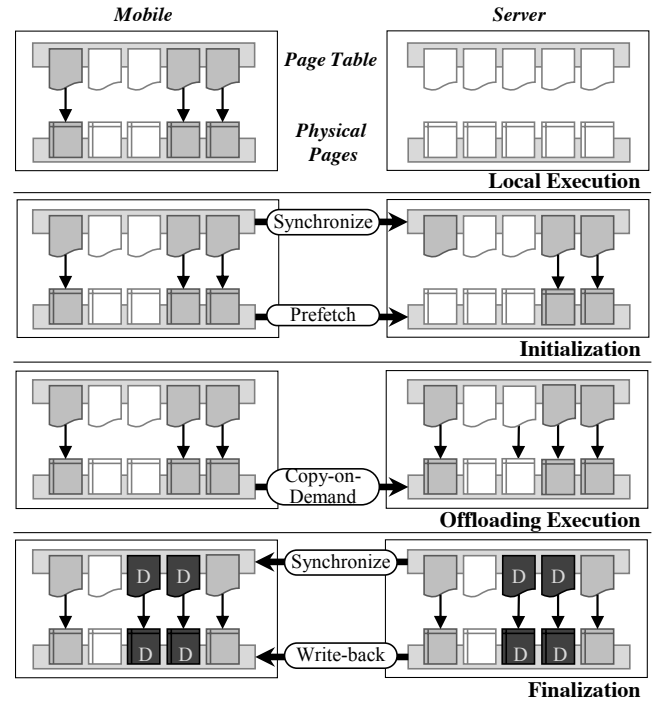 Mobile
Server
Page Table
Physical
Pages
Local Execution
Synchronize
Prefetch
Initialization
Copy-on-
Demand
Offloading Execution
D D
Synchronize
D D
D D
Write-back
D D
Finalization